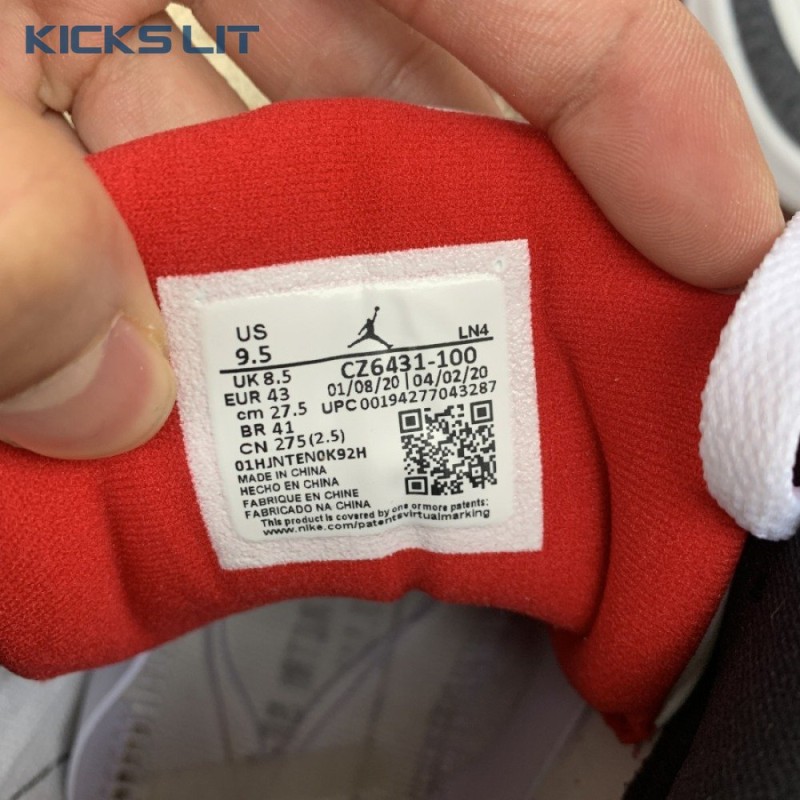 KICKS LIT
US
9.5
LN4
UK 8.5
CZ6431-100
EUR 43
01/08/20 | 04/02/20
cm 27.5
UPC 00194277043287
BR 41
CN 275 (2.5)
01HJNTEN0K92H
MADE IN CHINA
HECHO EN CHINA
FABRIQUE EN CHINE
FABRICADO NA CHINA
This product is covered by one or more patents:
www.nike.com/patentsvirtualmarking